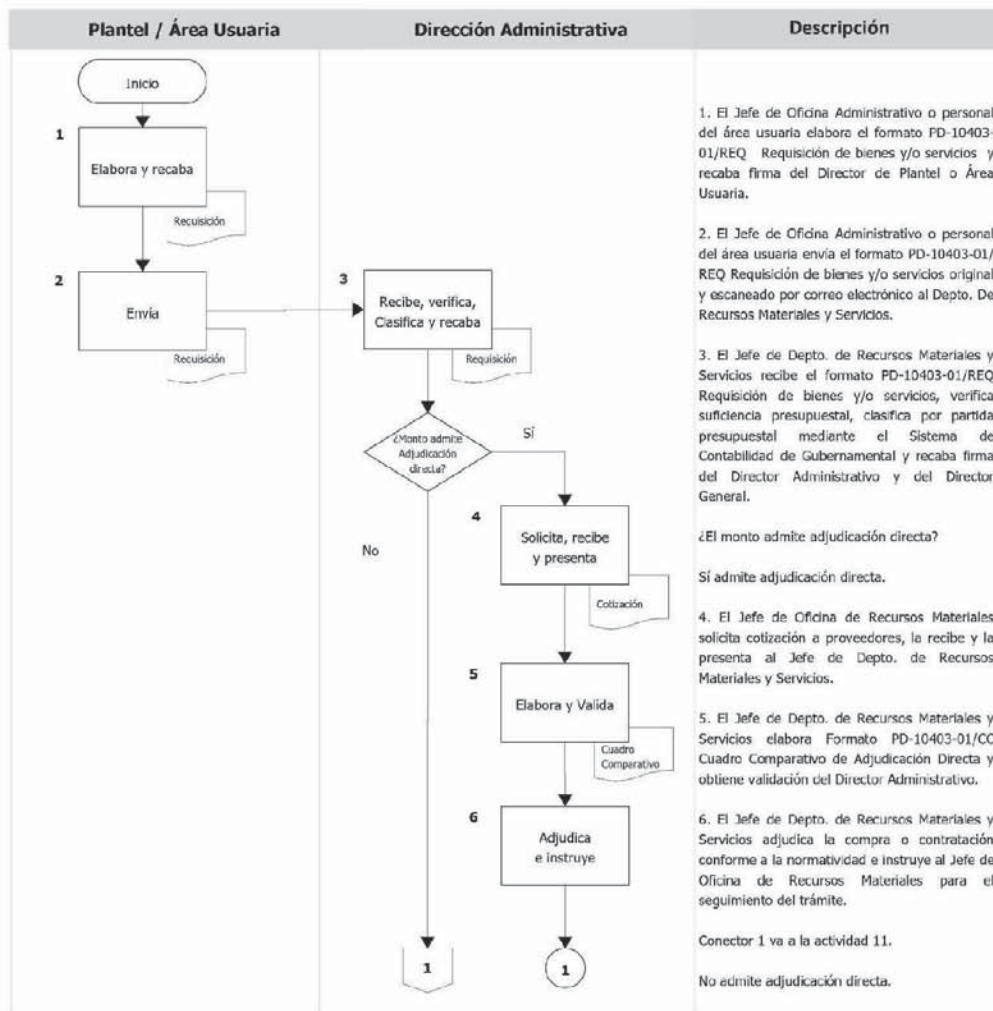 Plantel / Área Usuaria
Dirección Administrativa
Descripción
Inicio
1
Elabora y recaba
Recuisición
2
Envía
Recuisición
3
Recibe, verifica,
Clasifica y recaba
Requisición
¿Monto admite
Adjudicación
directa?
Sí
No
4
Solicita, recibe
y presenta
Cotización
5
Elabora y Valida
Cuadro
Comparativo
6
Adjudica
e instruye
1
1
1. El Jefe de Oficina Administrativo o personal
del área usuaria elabora el formato PD-10403-
01/REQ Requisición de bienes y/o servicios y
recaba firma del Director de Plantel o Área
Usuaria.
2. El Jefe de Oficina Administrativo o personal
del área usuaria envía el formato PD-10403-01/
REQ Requisición de bienes y/o servicios original
y escaneado por correo electrónico al Depto. De
Recursos Materiales y Servicios.
3. El Jefe de Depto. de Recursos Materiales y
Servicios recibe el formato PD-10403-01/REQ
Requisición de bienes y/o servicios, verifica
suficiencia presupuestal, clasifica por partida
presupuestal mediante el Sistema de
Contabilidad de Gubernamental y recaba firma
del Director Administrativo y del Director
General.
¿El monto admite adjudicación directa?
Sí admite adjudicación directa.
4. El Jefe de Oficina de Recursos Materiales
solicita cotización a proveedores, la recibe y la
presenta al Jefe de Depto. de Recursos
Materiales y Servicios.
5. El Jefe de Depto. de Recursos Materiales y
Servicios elabora Formato PD-10403-01/CC
Cuadro Comparativo de Adjudicación Directa y
obtiene validación del Director Administrativo.
6. El Jefe de Depto. de Recursos Materiales y
Servicios adjudica la compra o contratación
conforme a la normatividad e instruye al Jefe de
Oficina de Recursos Materiales para el
seguimiento del trámite.
Conector 1 va a la actividad 11.
No admite adjudicación directa.